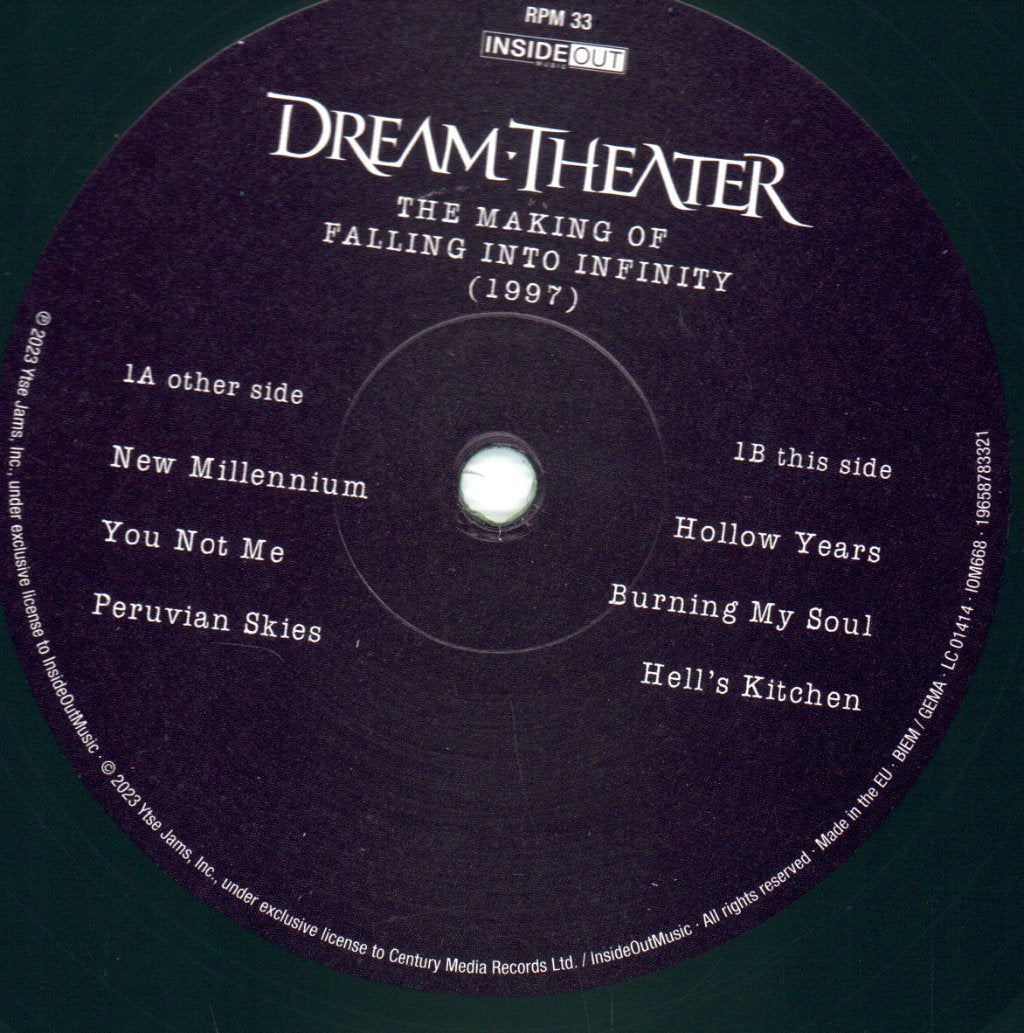 RPM 33
INSIDEOUT
music
DREAM·THEATER
THE MAKING OF
FALLING INTO INFINITY
(1997)
1A other side
New Millennium
You Not Me
Peruvian Skies
1B this side
Hollow Years
Burning My Soul
Hell's Kitchen
℗ 2023 Ytse Jams, Inc., under exclusive license to InsideOutMusic · © 2023 Ytse Jams, Inc., under exclusive license to Century Media Records Ltd. / InsideOutMusic · All rights reserved · Made in the EU · BIEM / GEMA · LC 01414 · IOM668 · 19658783321